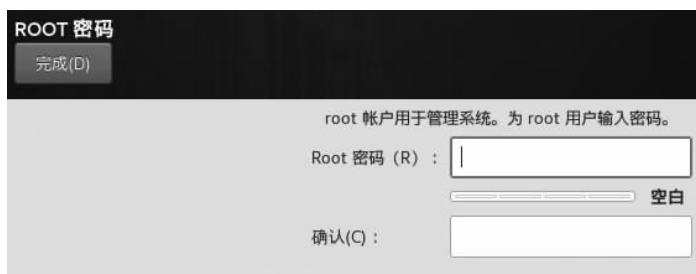 ROOT 密码
完成(D)
root 帐户用于管理系统。为 root 用户输入密码。
Root 密码（R）：
空白
确认(C)：